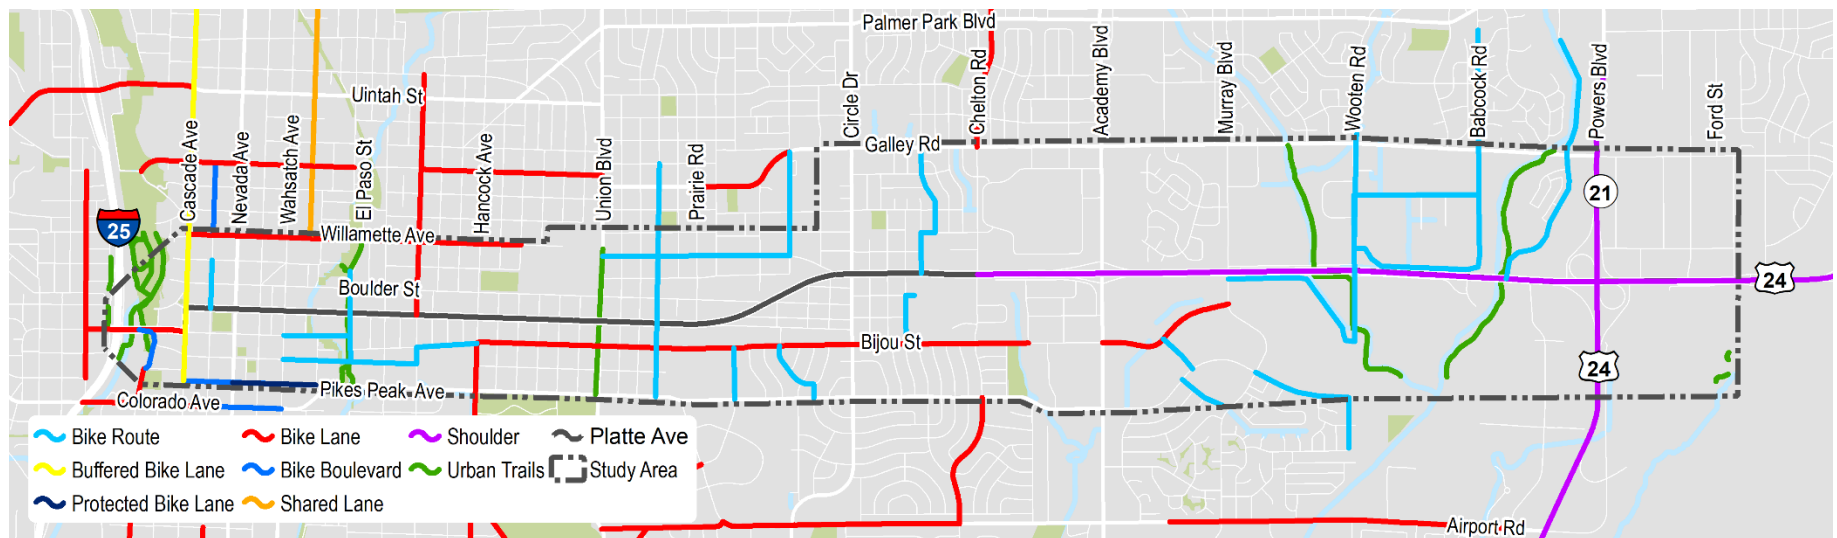 Palmer Park Blvd
Uintah St
Cascade Ave
Nevada Ave
Wahsatch Ave
El Paso St
Hancock Ave
Union Blvd
Prairie Rd
Circle Dr
Chelton Rd
Academy Blvd
Murray Blvd
Wooten Rd
Babcock Rd
Powers Blvd
Ford St
Galley Rd
25
21
Willamette Ave
24
Boulder St
Bijou St
24
Pikes Peak Ave
Colorado Ave
Bike Route
Bike Lane
Shoulder
Platte Ave
Buffered Bike Lane
Bike Boulevard
Urban Trails
Study Area
Protected Bike Lane
Shared Lane
Airport Rd